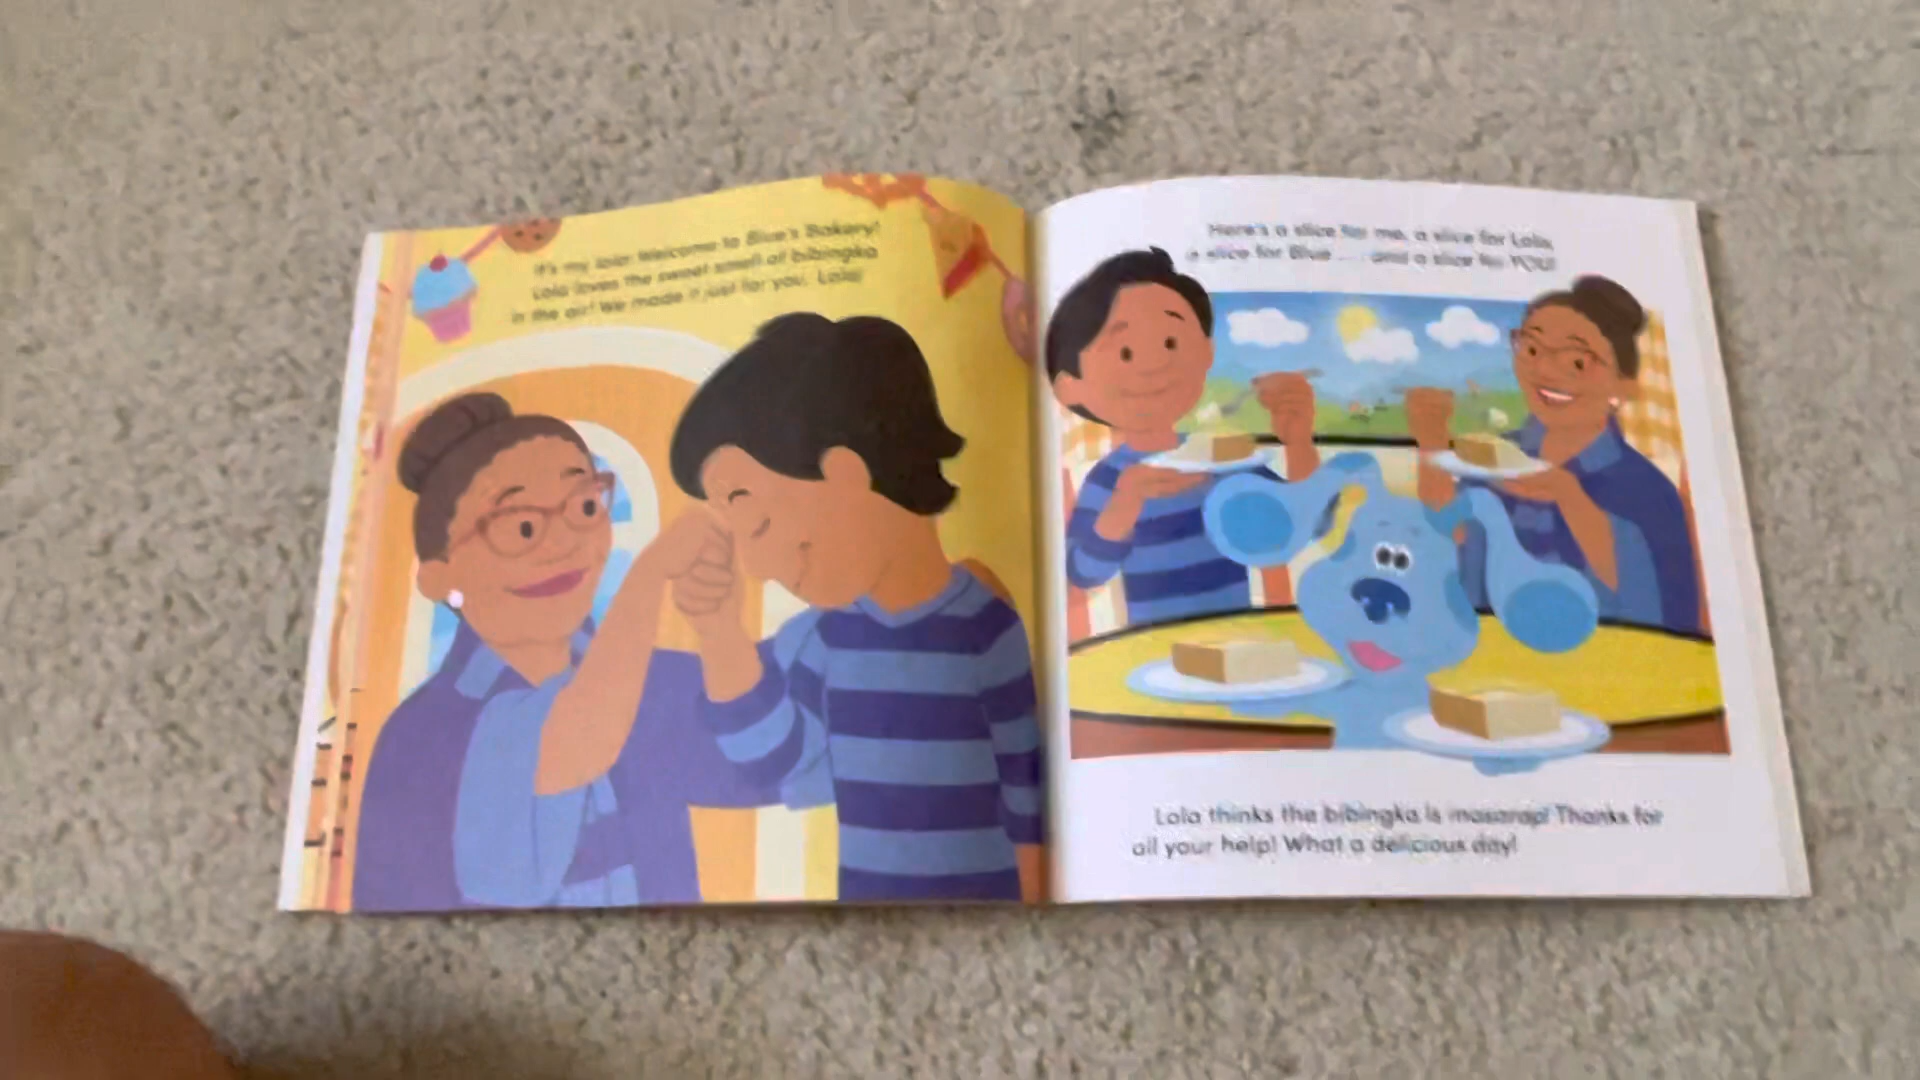 It's my lola! Welcome to Blue's Bakery!
Lola loves the sweet smell of bibingka
in the air! We made it just for you, Lola!
Here's a slice for me, a slice for Lola,
a slice for Blue . . . and a slice for YOU!
Lola thinks the bibingka is masarap! Thanks for
all your help! What a delicious day!